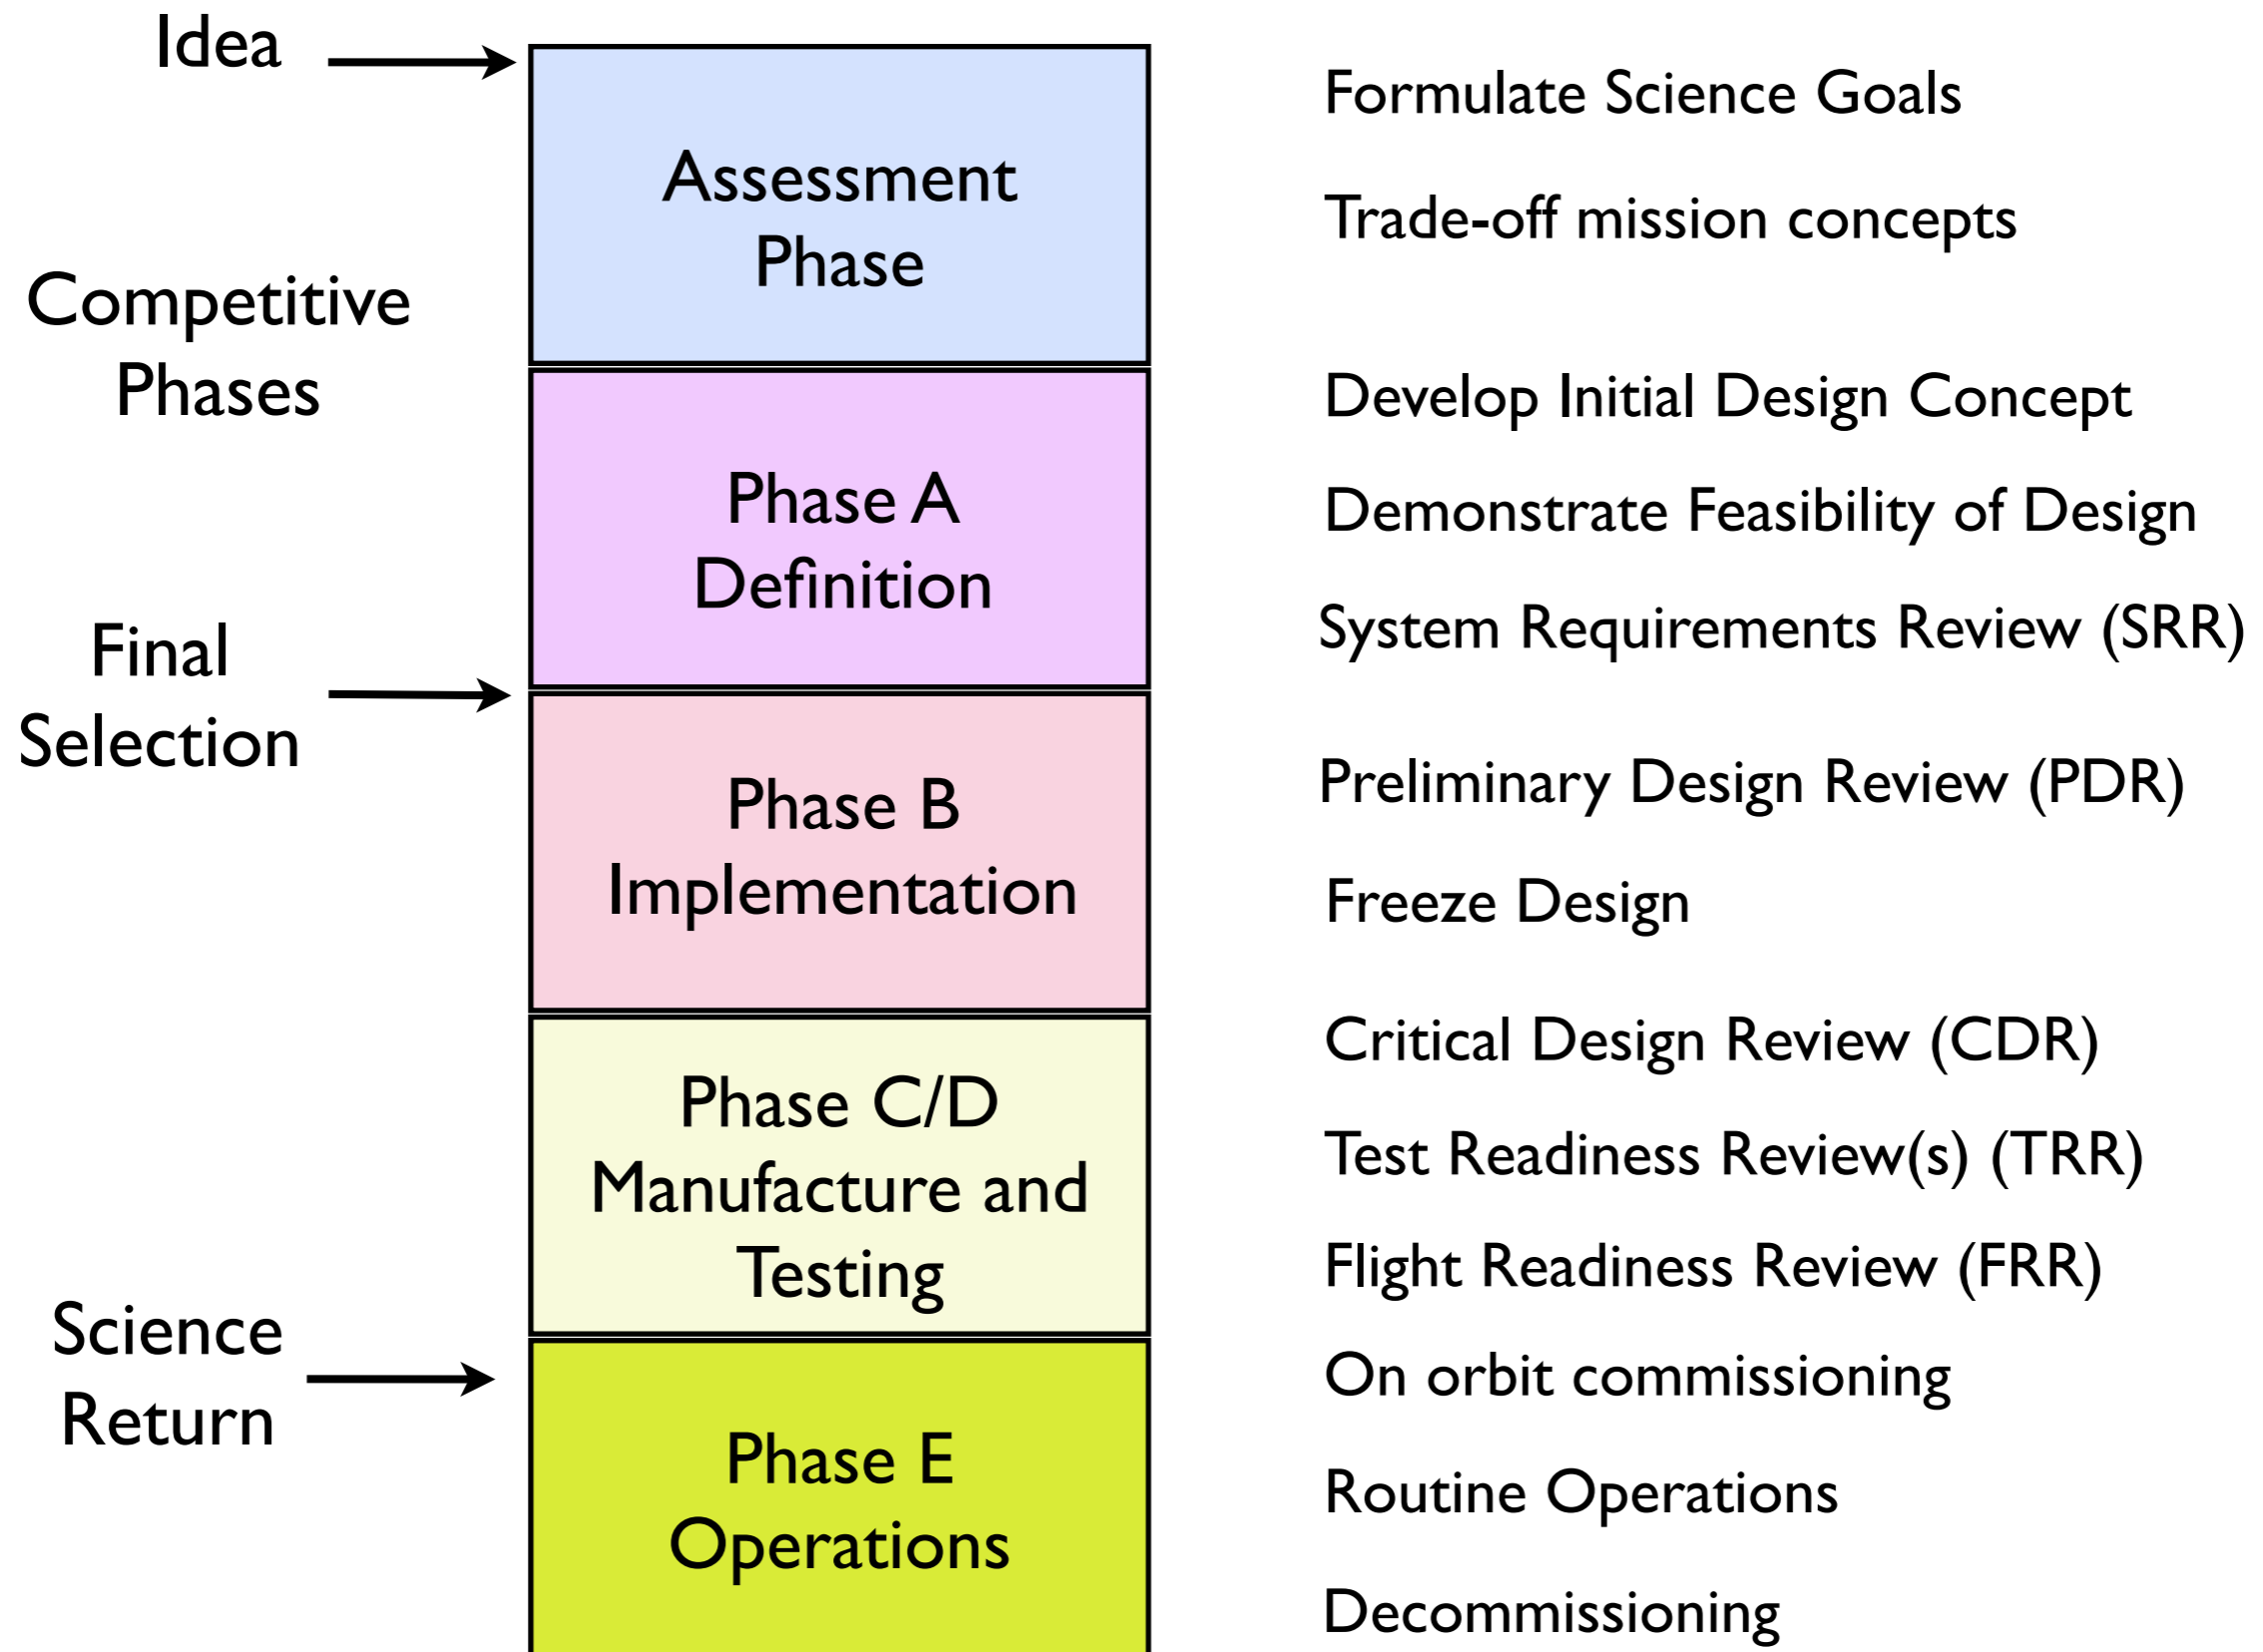 Idea
Competitive
Phases
Final
Selection
Science
Return
Assessment
Phase
Phase A
Definition
Phase B
Implementation
Phase C/D
Manufacture and
Testing
Phase E
Operations
Formulate Science Goals
Trade-off mission concepts
Develop Initial Design Concept
Demonstrate Feasibility of Design
System Requirements Review (SRR)
Preliminary Design Review (PDR)
Freeze Design
Critical Design Review (CDR)
Test Readiness Review(s) (TRR)
Flight Readiness Review (FRR)
On orbit commissioning
Routine Operations
Decommissioning